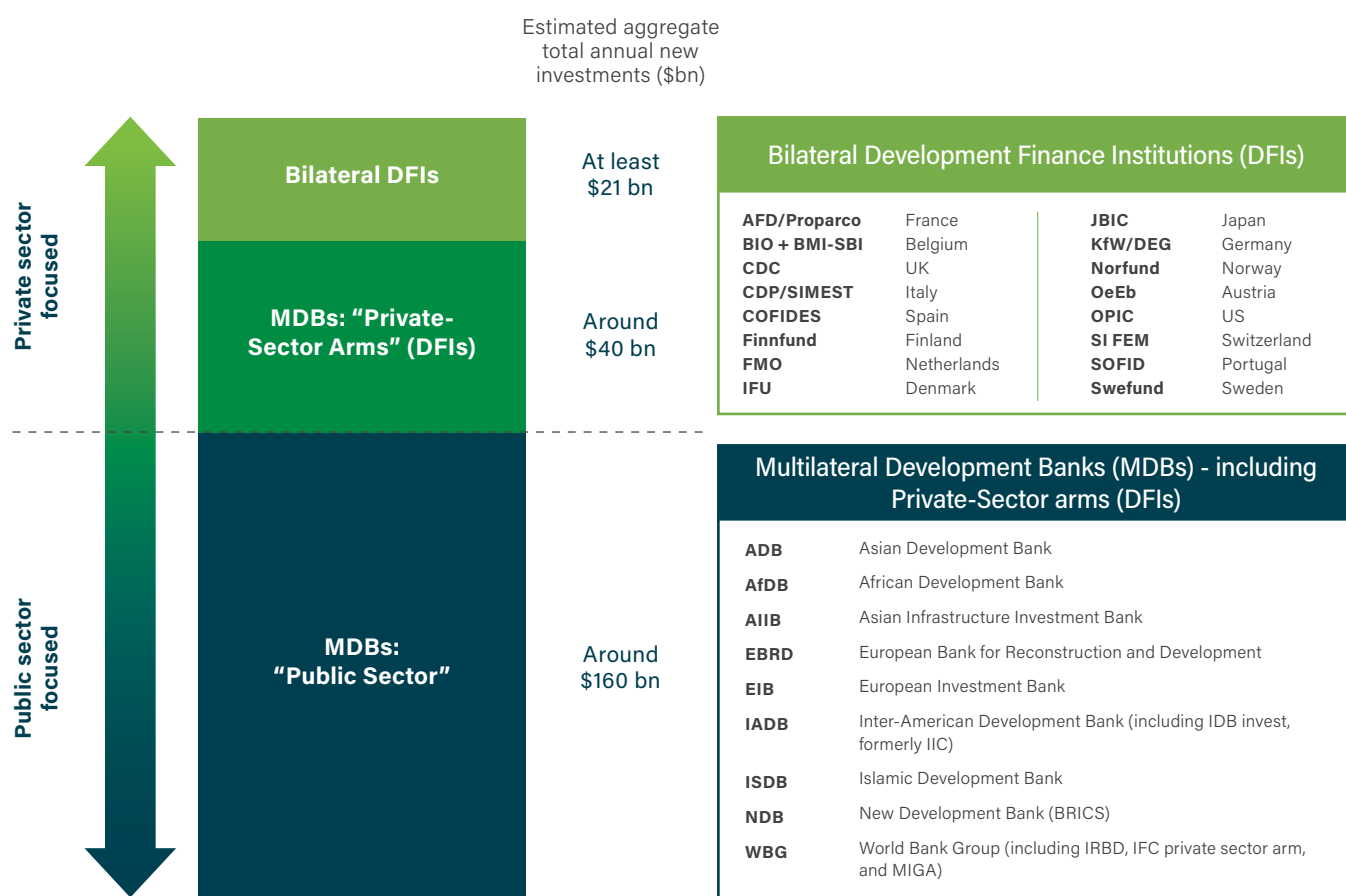 Estimated aggregate
total annual new
investments ($bn)
Private sector
focused
Public sector
focused
Bilateral DFIs
At least
$21 bn
MDBs: “Private-
Sector Arms” (DFIs)
Around
$40 bn
MDBs:
“Public Sector”
Around
$160 bn
Bilateral Development Finance Institutions (DFIs)
AFD/Proparco France
BIO + BMI-SBI Belgium
CDC UK
CDP/SIMEST Italy
COFIDES Spain
Finnfund Finland
FMO Netherlands
IFU Denmark
JBIC Japan
KfW/DEG Germany
Norfund Norway
OeEb Austria
OPIC US
SI FEM Switzerland
SOFID Portugal
Swefund Sweden
Multilateral Development Banks (MDBs) - including
Private-Sector arms (DFIs)
ADB Asian Development Bank
AfDB African Development Bank
AIIB Asian Infrastructure Investment Bank
EBRD European Bank for Reconstruction and Development
EIB European Investment Bank
IADB Inter-American Development Bank (including IDB invest,
formerly IIC)
ISDB Islamic Development Bank
NDB New Development Bank (BRICS)
WBG World Bank Group (including IRBD, IFC private sector arm,
and MIGA)